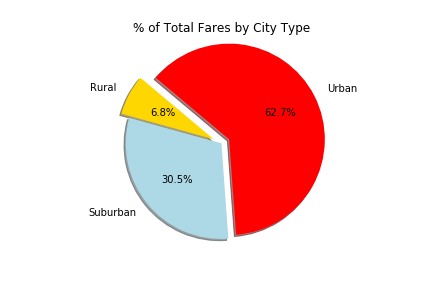 % of Total Fares by City Type
Rural
Urban
6.8%
62.7%
30.5%
Suburban